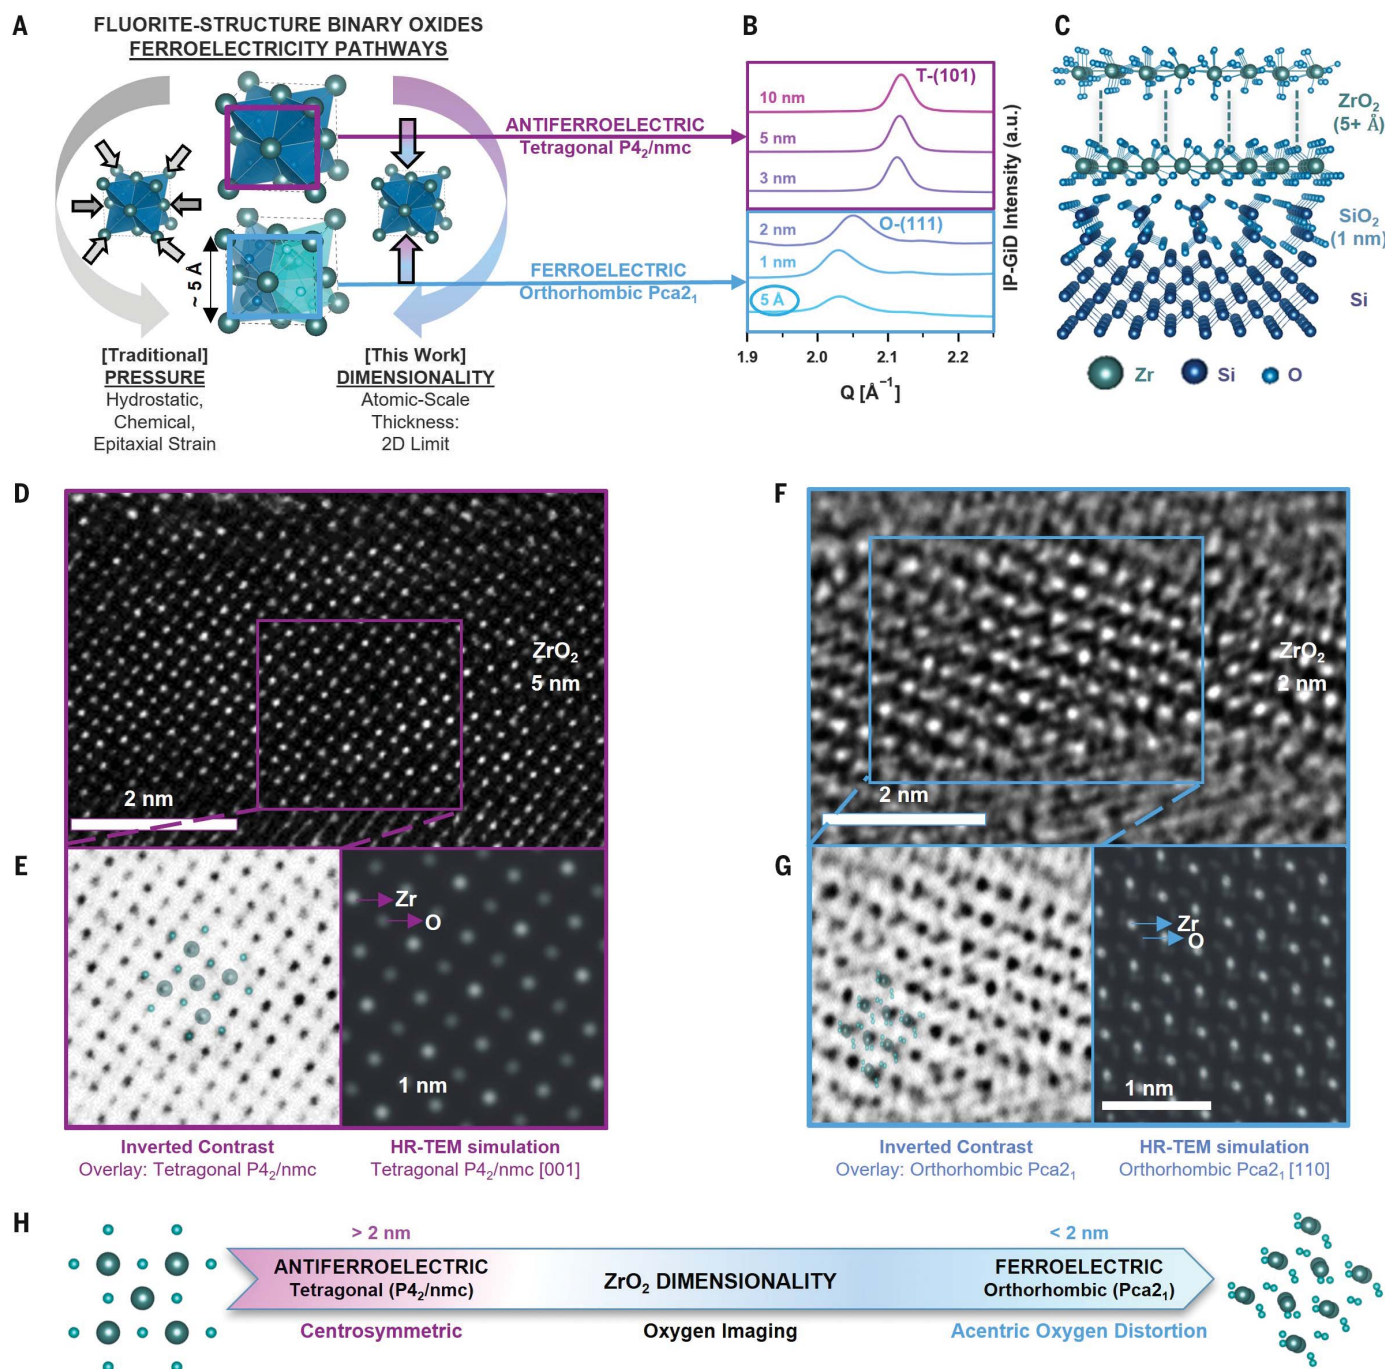 A
FLUORITE-STRUCTURE BINARY OXIDES
FERROELECTRICITY PATHWAYS
ANTIFERROELECTRIC
Tetragonal P4₂/nmc
~ 5 Å
FERROELECTRIC
Orthorhombic Pca2₁
[Traditional]
PRESSURE
Hydrostatic,
Chemical,
Epitaxial Strain
[This Work]
DIMENSIONALITY
Atomic-Scale
Thickness:
2D Limit
B
T-(101)
10 nm
5 nm
3 nm
2 nm
O-(111)
1 nm
5 Å
1.9
2.0
2.1
2.2
Q [Å⁻¹]
IP-GiD Intensity (a.u.)
C
ZrO₂
(5+ Å)
SiO₂
(1 nm)
Si
Zr
Si
O
D
ZrO₂
5 nm
2 nm
E
Zr
O
1 nm
Inverted Contrast
Overlay: Tetragonal P4₂/nmc
HR-TEM simulation
Tetragonal P4₂/nmc [001]
F
ZrO₂
2 nm
2 nm
G
Zr
O
1 nm
Inverted Contrast
Overlay: Orthorhombic Pca2₁
HR-TEM simulation
Orthorhombic Pca2₁ [110]
H
> 2 nm
< 2 nm
ANTIFERROELECTRIC
Tetragonal (P4₂/nmc)
ZrO₂ DIMENSIONALITY
FERROELECTRIC
Orthorhombic (Pca2₁)
Centrosymmetric
Oxygen Imaging
Acentric Oxygen Distortion